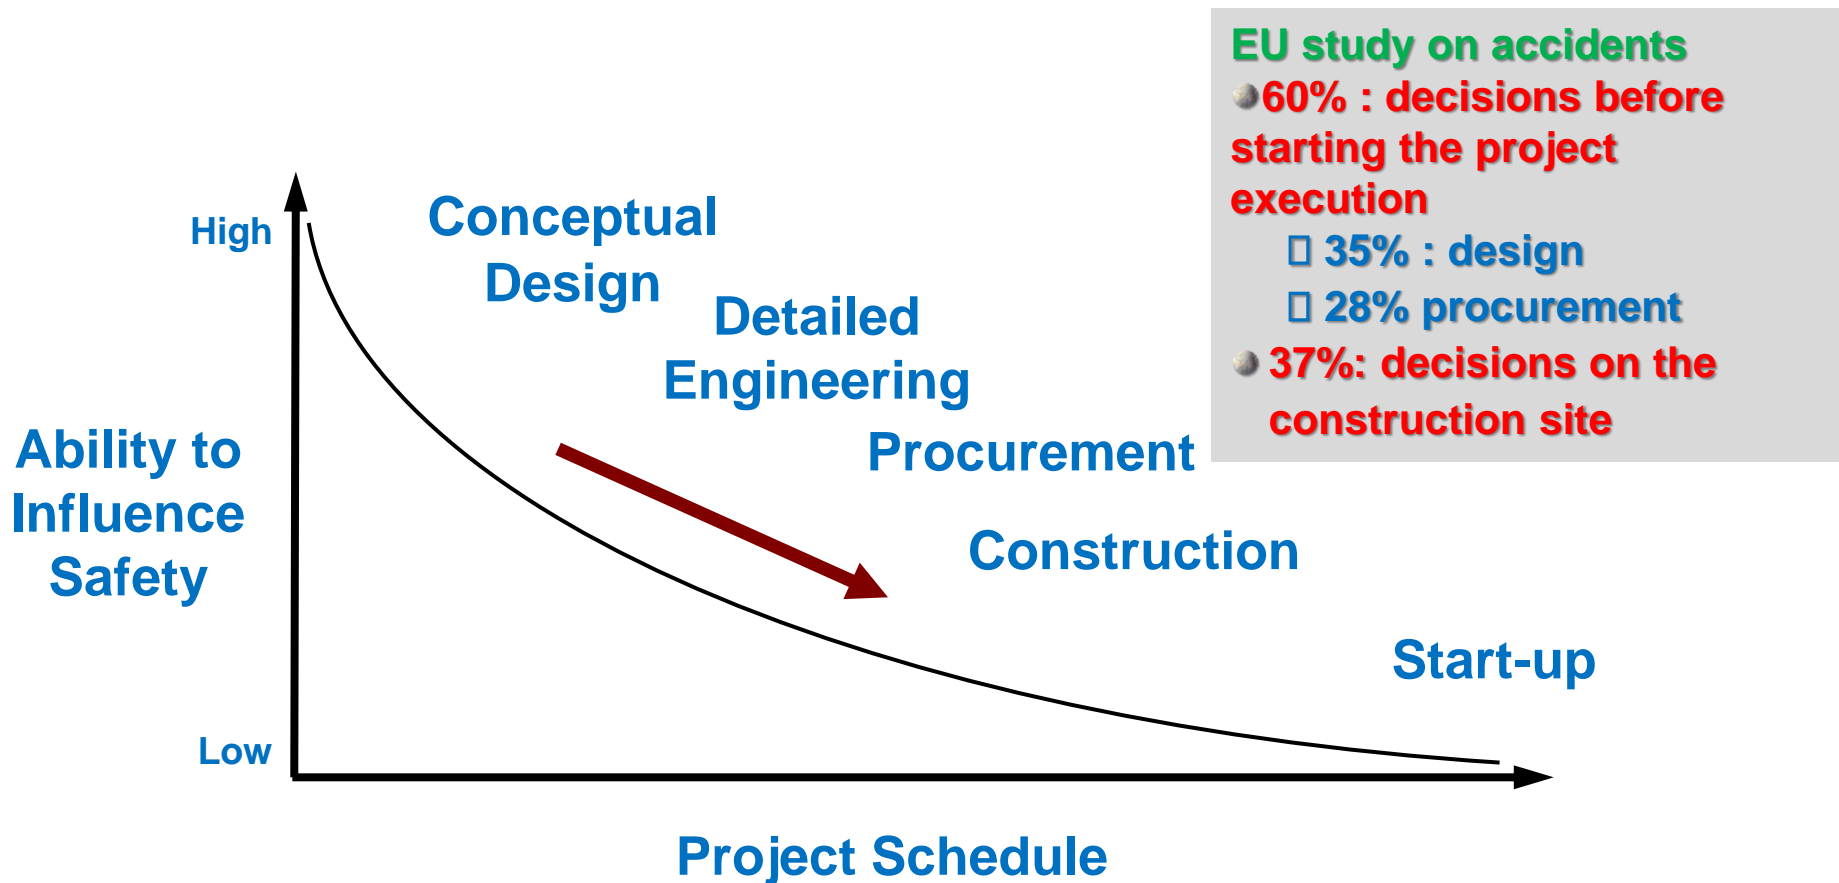 EU study on accidents
60% : decisions before
starting the project
execution
35% : design
28% procurement
37%: decisions on the
construction site
High
Conceptual
Design
Detailed
Engineering
Procurement
Ability to
Influence
Safety
Construction
Start-up
Low
Project Schedule